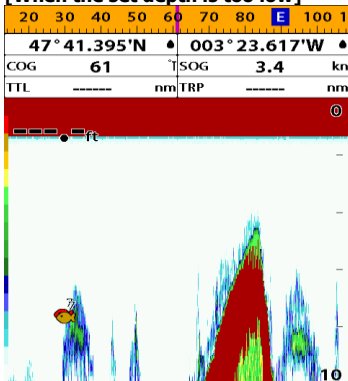 [When the set depth is too low]
20 30 40 50 60 70 80 E 100 1
47°41.395'N 003°23.617'W
COG 61 °T SOG 3.4 kn
TTL ------ nm TRP ------ nm
0
---.- ft
10